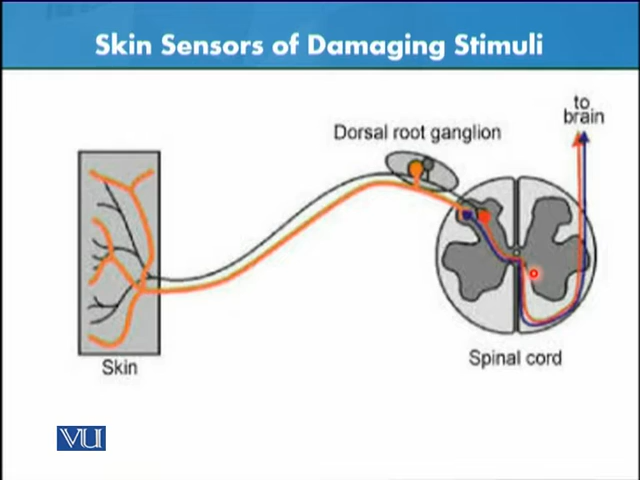 Skin Sensors of Damaging Stimuli
to
brain
Dorsal root ganglion
Skin
Spinal cord
VU